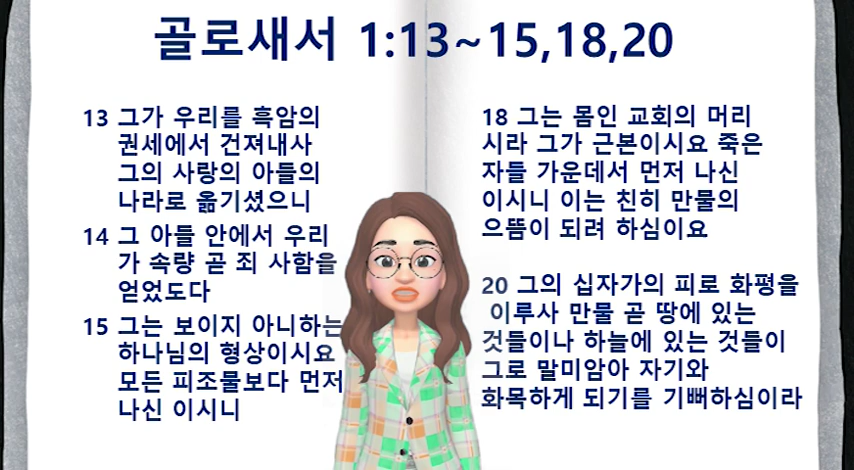 골로새서 1:13~15,18,20
13 그가 우리를 흑암의
권세에서 건져내사
그의 사랑의 아들의
나라로 옮기셨으니
14 그 아들 안에서 우리
가 속량 곧 죄 사함을
얻었도다
15 그는 보이지 아니하는
하나님의 형상이시요
모든 피조물보다 먼저
나신 이시니
18 그는 몸인 교회의 머리
시라 그가 근본이시요 죽은
자들 가운데서 먼저 나신
이시니 이는 친히 만물의
으뜸이 되려 하심이요
20 그의 십자가의 피로 화평을
이루사 만물 곧 땅에 있는
것들이나 하늘에 있는 것들이
그로 말미암아 자기와
화목하게 되기를 기뻐하심이라